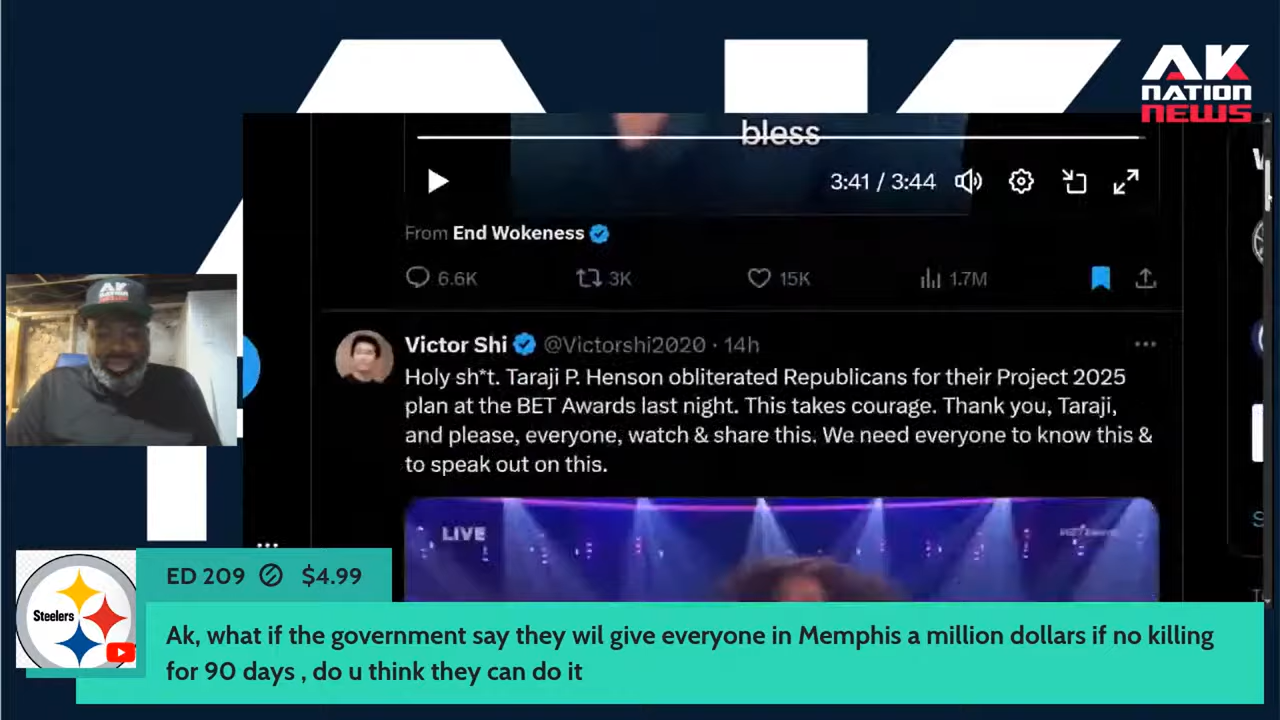 AK
NATION
NEWS
bless
3:41 / 3:44
From End Wokeness
6.6K 3K 15K 1.7M
Victor Shi @Victorshi2020 · 14h
Holy sh*t. Taraji P. Henson obliterated Republicans for their Project 2025
plan at the BET Awards last night. This takes courage. Thank you, Taraji,
and please, everyone, watch & share this. We need everyone to know this &
to speak out on this.
LIVE
AK
NATION
Steelers
ED 209 $4.99
Ak, what if the government say they wil give everyone in Memphis a million dollars if no killing
for 90 days , do u think they can do it